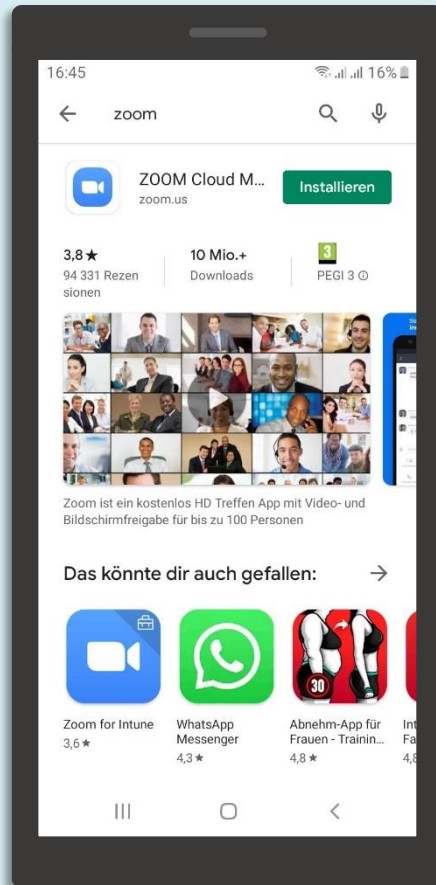 16:45 16%
zoom
ZOOM Cloud M...
zoom.us
Installieren
3,8★ 10 Mio.+ 3
94 331 Rezen Downloads PEGI 3
sionen
Zoom ist ein kostenlos HD Treffen App mit Video- und
Bildschirmfreigabe für bis zu 100 Personen
Das könnte dir auch gefallen:
30
Zoom for Intune WhatsApp Abnehm-App für Int
3,6★ Messenger Frauen - Trainin... Fa
4,3★ 4,8★ 4,8